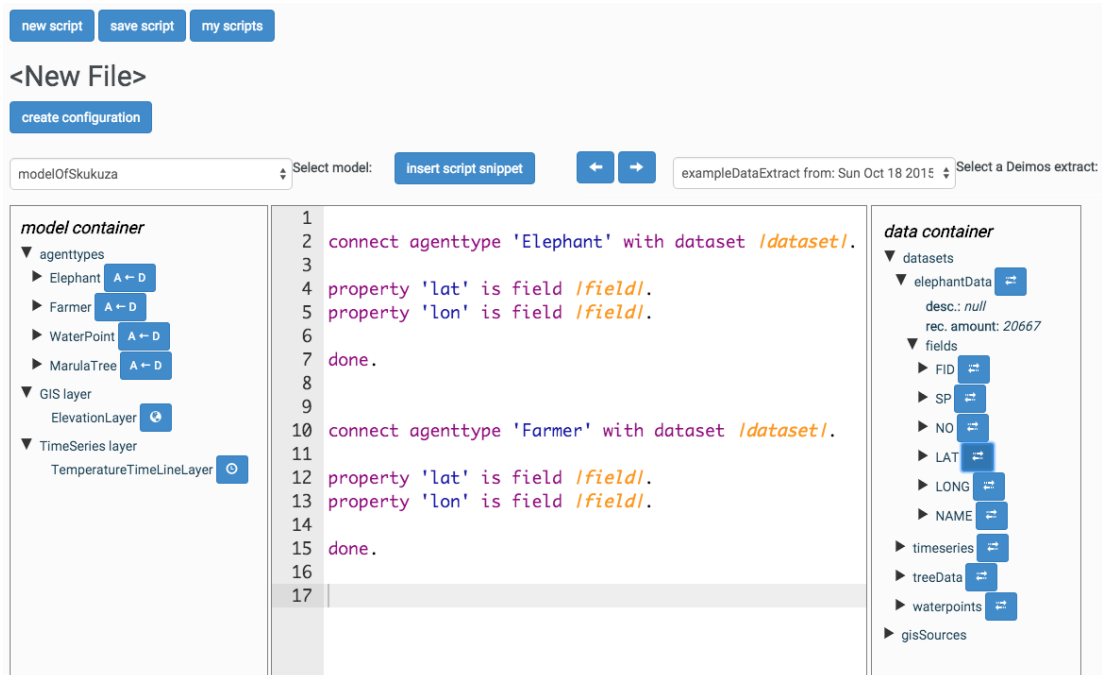 new script save script my scripts
<New File>
create configuration
modelOfSkukuza Select model: insert script snippet exampleDataExtract from: Sun Oct 18 2015 Select a Deimos extract:
model container
agenttypes
Elephant A ← D
Farmer A ← D
WaterPoint A ← D
MarulaTree A ← D
GIS layer
ElevationLayer
TimeSeries layer
TemperatureTimeLineLayer
1
2 connect agenttype 'Elephant' with dataset |dataset|.
3
4 property 'lat' is field |field|.
5 property 'lon' is field |field|.
6
7 done.
8
9
10 connect agenttype 'Farmer' with dataset |dataset|.
11
12 property 'lat' is field |field|.
13 property 'lon' is field |field|.
14
15 done.
16
17
data container
datasets
elephantData
desc.: null
rec. amount: 20667
fields
FID
SP
NO
LAT
LONG
NAME
timeseries
treeData
waterpoints
gisSources